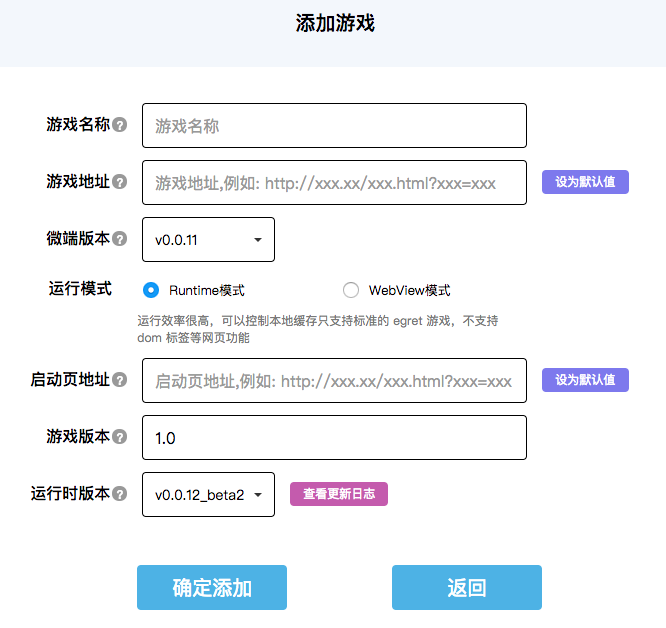 添加游戏
游戏名称?
游戏名称
游戏地址?
游戏地址,例如: http://xxx.xx/xxx.html?xxx=xxx
设为默认值
微端版本?
v0.0.11
运行模式
Runtime模式
WebView模式
运行效率很高，可以控制本地缓存只支持标准的 egret 游戏，不支持
dom 标签等网页功能
启动页地址?
启动页地址,例如: http://xxx.xx/xxx.html?xxx=xxx
设为默认值
游戏版本?
1.0
运行时版本?
v0.0.12_beta2
查看更新日志
确定添加
返回